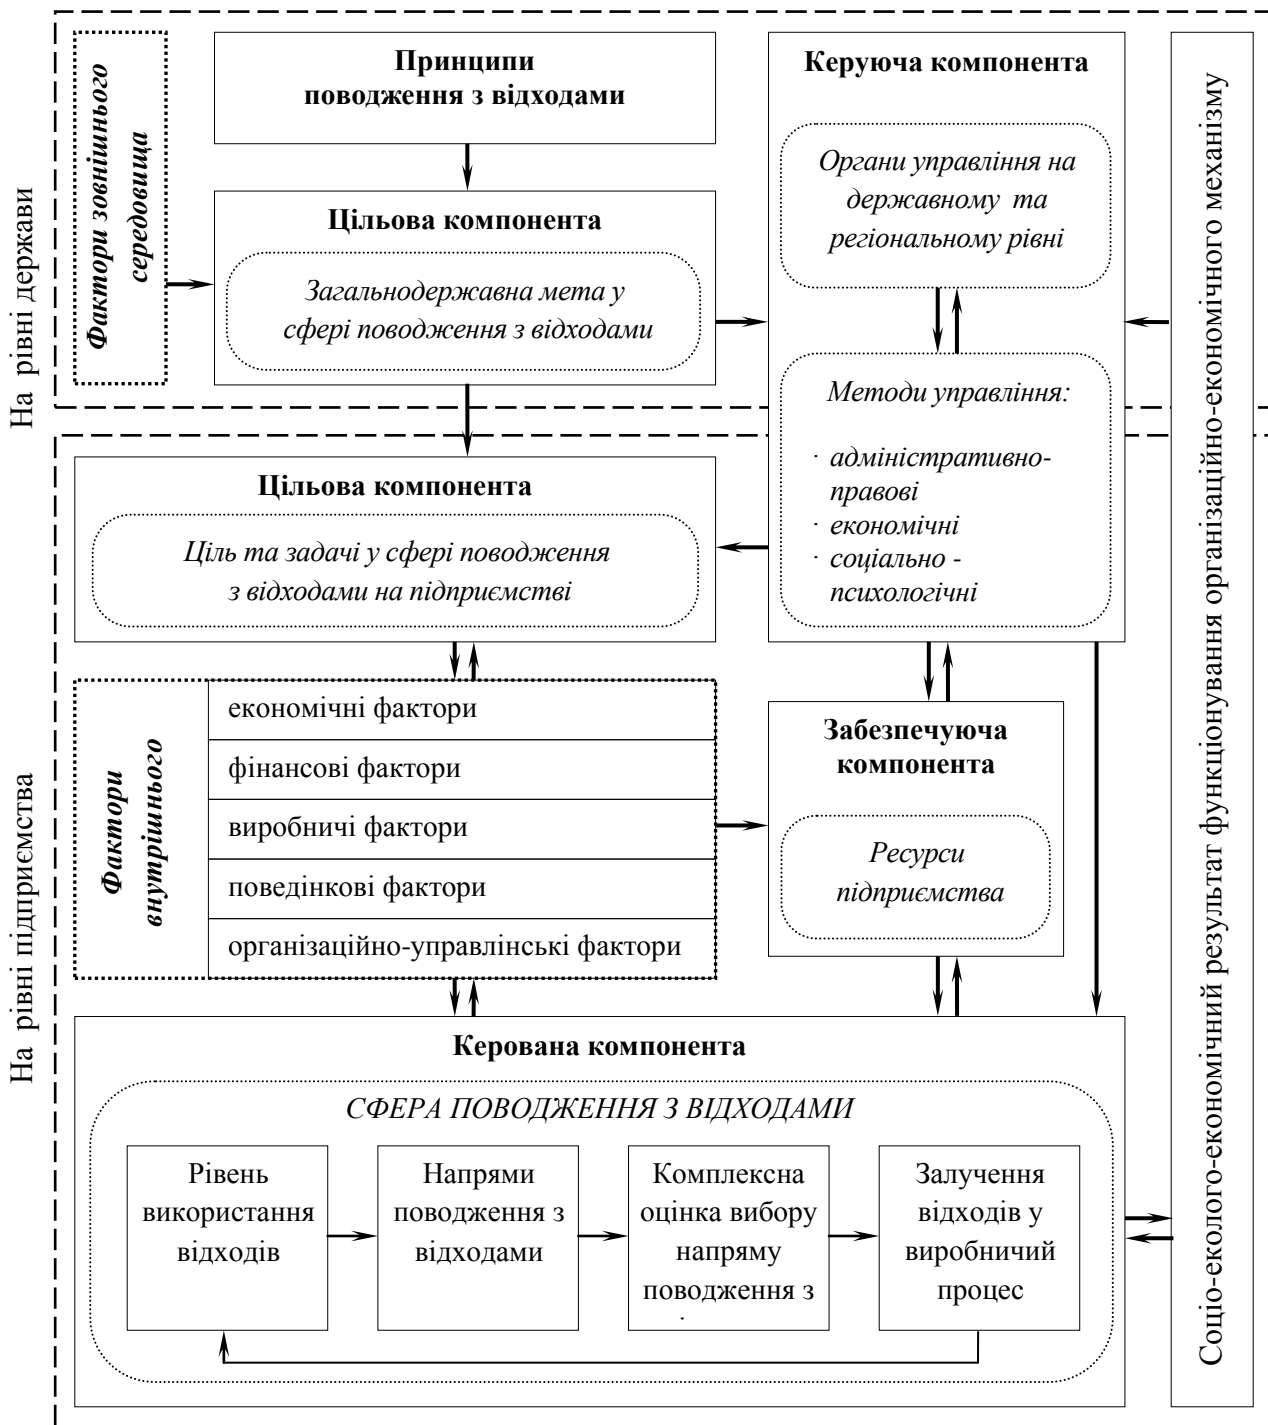 На рівні держави
Фактори зовнішнього
середовища
Принципи
поводження з відходами
Цільова компонента
Загальнодержавна мета у
сфері поводження з відходами
Керуюча компонента
Органи управління на
державному та
регіональному рівні
Методи управління:
· адміністративно-
правові
· економічні
· соціально -
психологічні
Соціо-еколого-економічний результат функціонування організаційно-економічного механізму
На рівні підприємства
Цільова компонента
Ціль та задачі у сфері поводження
з відходами на підприємстві
Фактори
внутрішнього
економічні фактори
фінансові фактори
виробничі фактори
поведінкові фактори
організаційно-управлінські фактори
Забезпечуюча
компонента
Ресурси
підприємства
Керована компонента
СФЕРА ПОВОДЖЕННЯ З ВІДХОДАМИ
Рівень
використання
відходів
Напрями
поводження з
відходами
Комплексна
оцінка вибору
напряму
поводження з
Залучення
відходів у
виробничий
процес